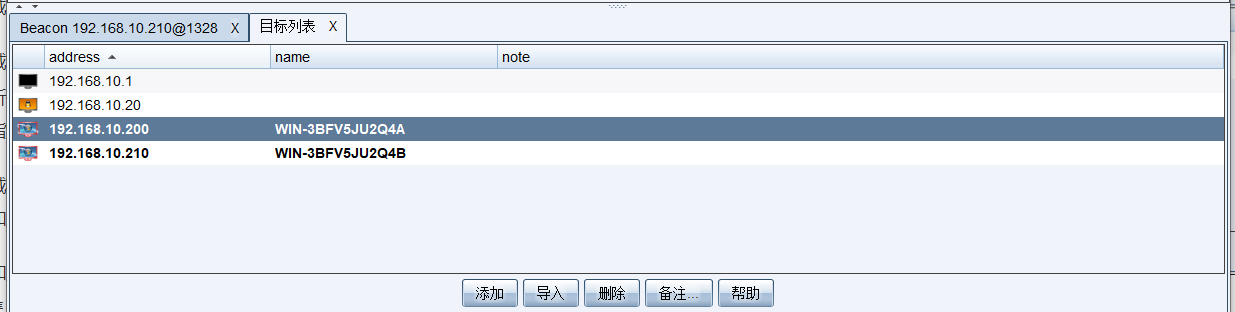 Beacon 192.168.10.210@1328 X 目标列表 X
address name note
192.168.10.1
192.168.10.20
192.168.10.200 WIN-3BFV5JU2Q4A
192.168.10.210 WIN-3BFV5JU2Q4B
添加 导入 删除 备注... 帮助